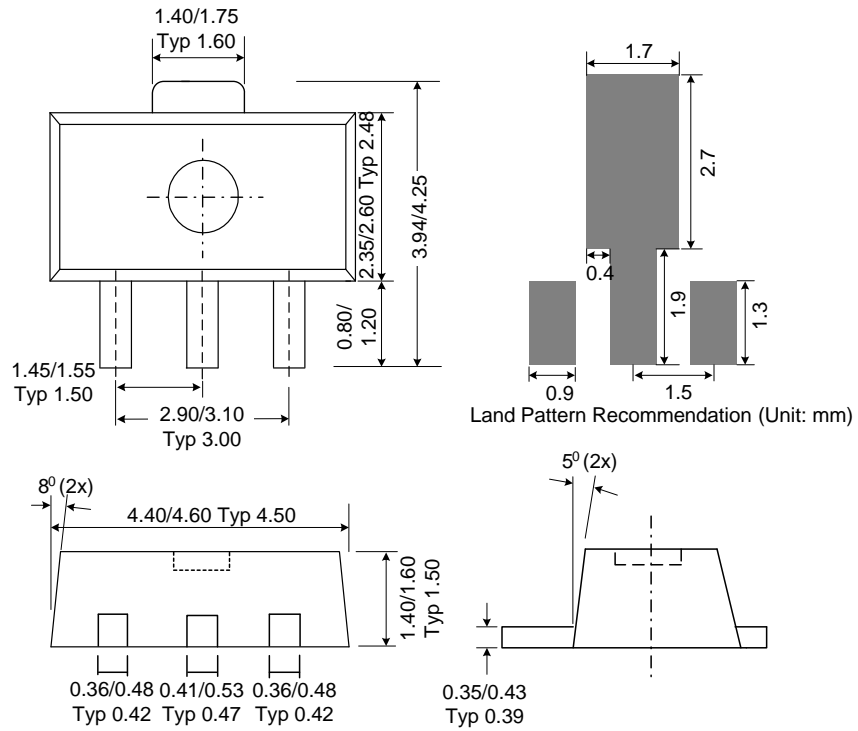 1.40/1.75
Typ 1.60
2.35/2.60 Typ 2.48
3.94/4.25
0.80/
1.20
1.45/1.55
Typ 1.50
2.90/3.10
Typ 3.00
1.7
2.7
0.4
1.9
1.3
0.9
1.5
Land Pattern Recommendation (Unit: mm)
8⁰ (2x)
4.40/4.60 Typ 4.50
1.40/1.60
Typ 1.50
0.36/0.48
Typ 0.42
0.41/0.53
Typ 0.47
0.36/0.48
Typ 0.42
5⁰ (2x)
0.35/0.43
Typ 0.39